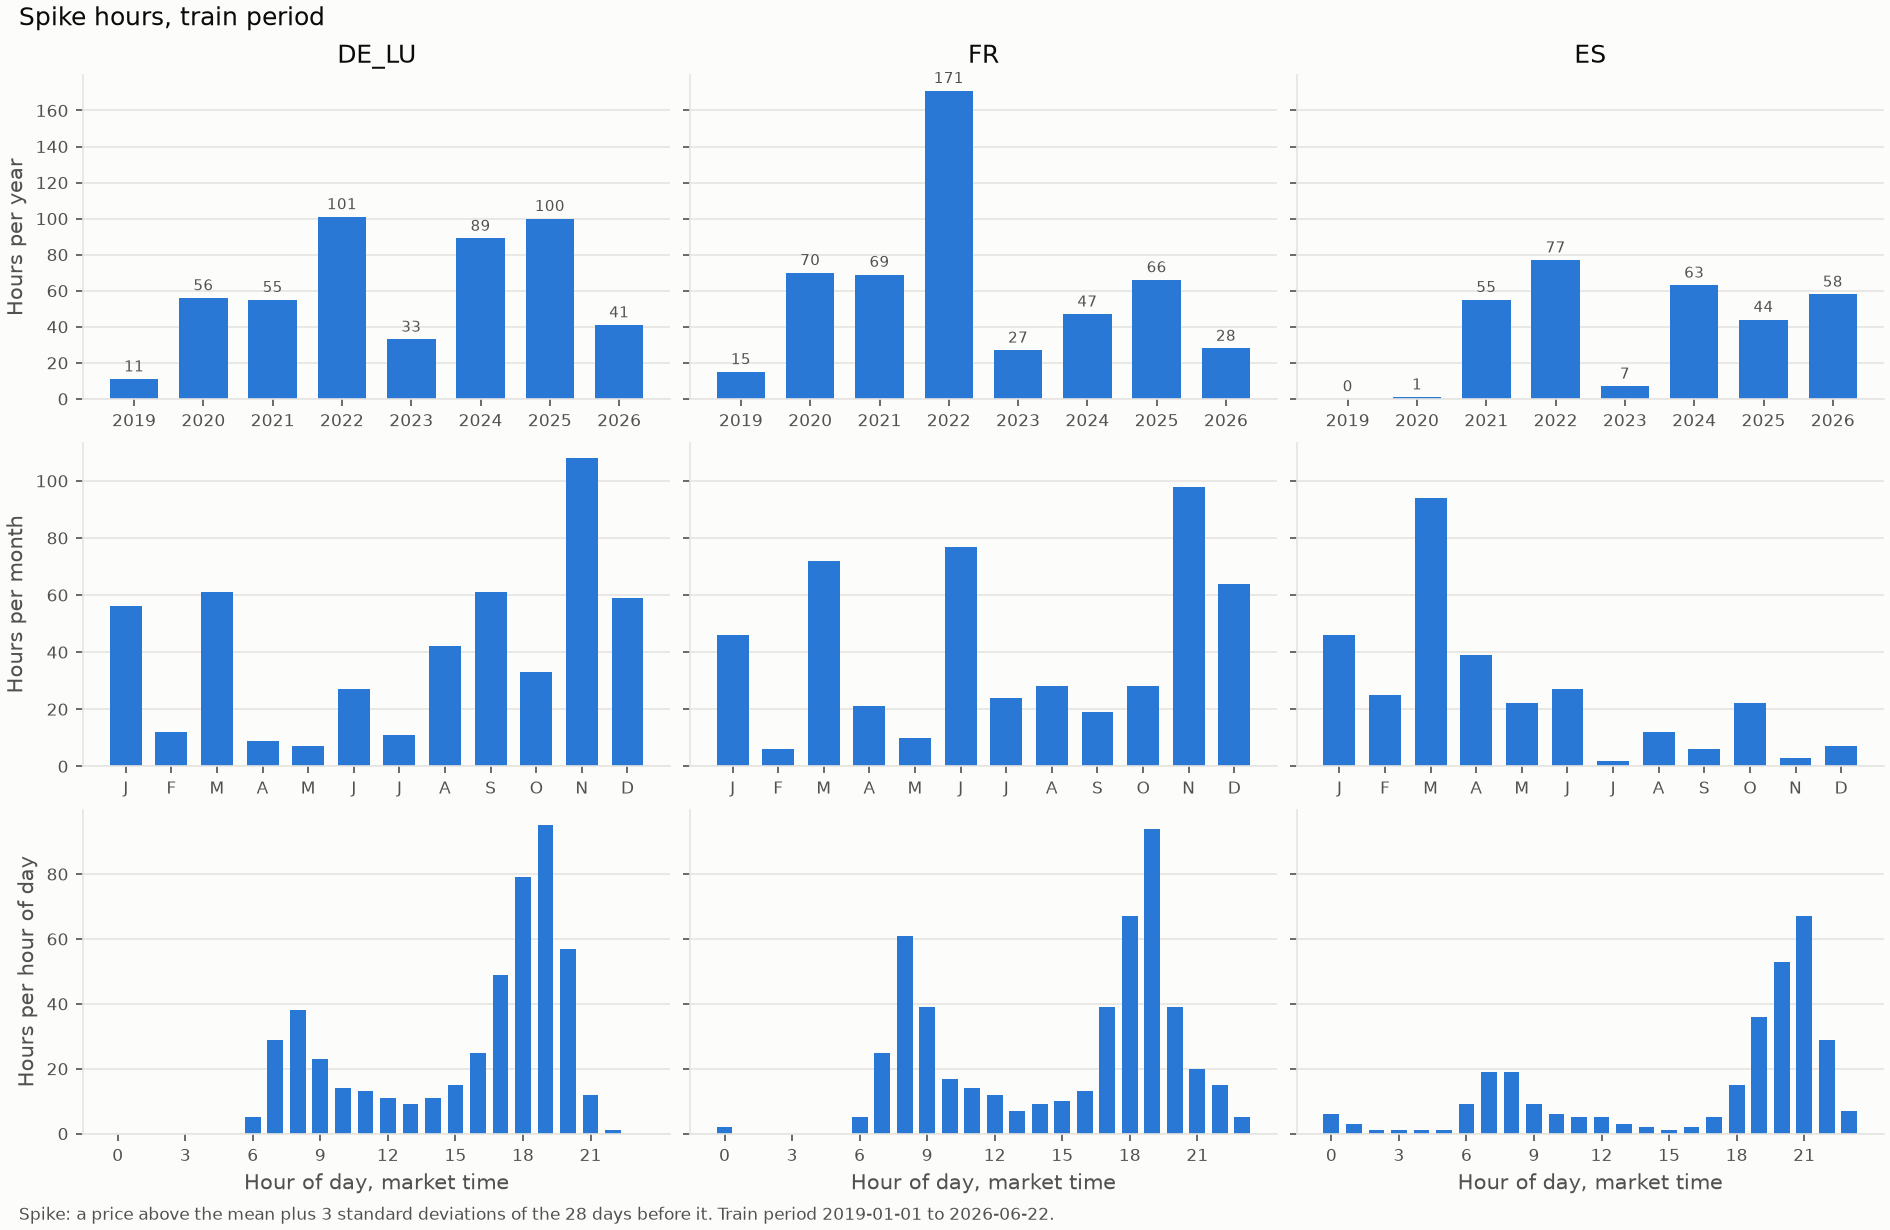 Spike hours, train period
DE_LU
FR
ES
Hours per year
160
140
120
100
80
60
40
20
0
11
56
55
101
33
89
100
41
2019 2020 2021 2022 2023 2024 2025 2026
15
70
69
171
27
47
66
28
2019 2020 2021 2022 2023 2024 2025 2026
0
1
55
77
7
63
44
58
2019 2020 2021 2022 2023 2024 2025 2026
Hours per month
100
80
60
40
20
0
J F M A M J J A S O N D
J F M A M J J A S O N D
J F M A M J J A S O N D
Hours per hour of day
80
60
40
20
0
0 3 6 9 12 15 18 21
0 3 6 9 12 15 18 21
0 3 6 9 12 15 18 21
Hour of day, market time
Hour of day, market time
Hour of day, market time
Spike: a price above the mean plus 3 standard deviations of the 28 days before it. Train period 2019-01-01 to 2026-06-22.